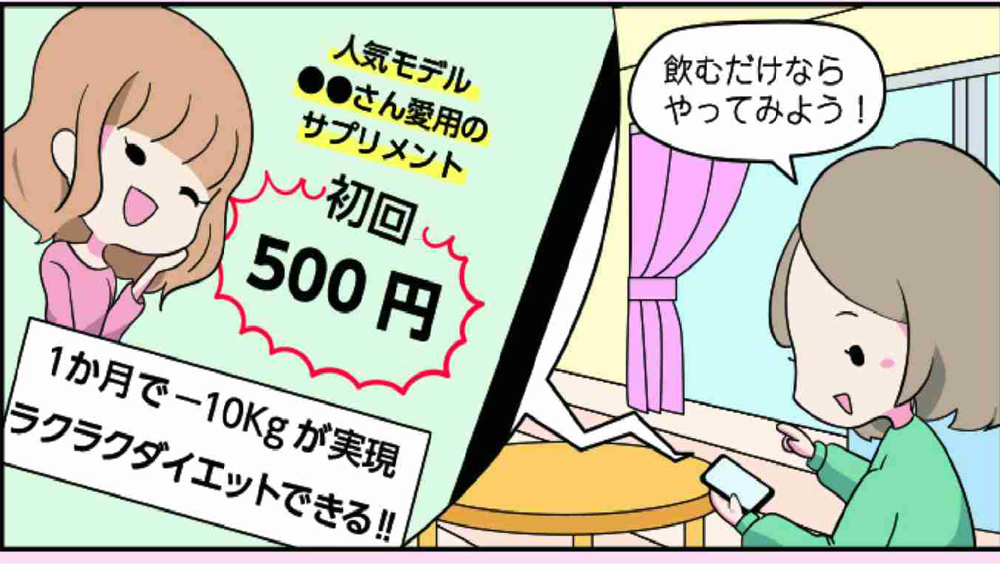 人気モデル
●●さん愛用の
サプリメント
初回
500円
1か月で−10Kgが実現
ラクラクダイエットできる!!
飲むだけなら
やってみよう！